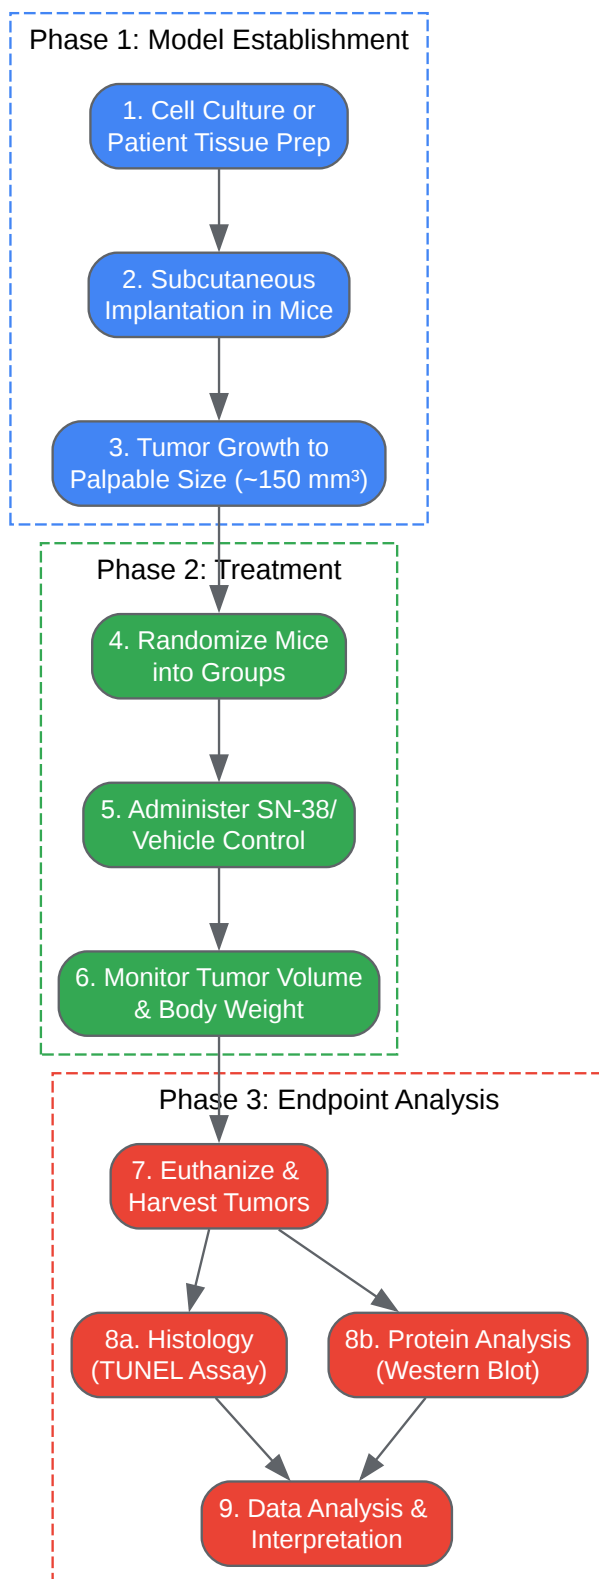 Phase 1: Model Establishment
1. Cell Culture or
Patient Tissue Prep
2. Subcutaneous
Implantation in Mice
3. Tumor Growth to
Palpable Size (~150 mm³)
Phase 2: Treatment
4. Randomize Mice
into Groups
5. Administer SN-38/
Vehicle Control
6. Monitor Tumor Volume
& Body Weight
Phase 3: Endpoint Analysis
7. Euthanize &
Harvest Tumors
8a. Histology
(TUNEL Assay)
8b. Protein Analysis
(Western Blot)
9. Data Analysis &
Interpretation